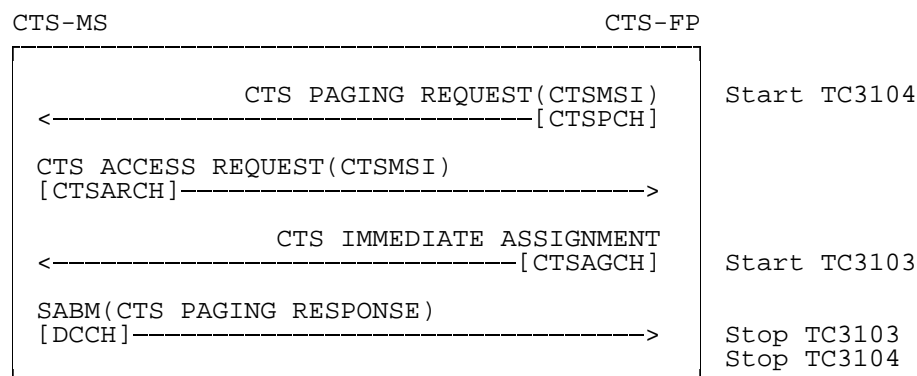 CTS-MS CTS-FP
CTS PAGING REQUEST(CTSMSI) Start TC3104
[CTSPCH]
CTS ACCESS REQUEST(CTSMSI)
[CTSARCH]
CTS IMMEDIATE ASSIGNMENT
[CTSAGCH] Start TC3103
SABM(CTS PAGING RESPONSE)
[DCCH] Stop TC3103
Stop TC3104